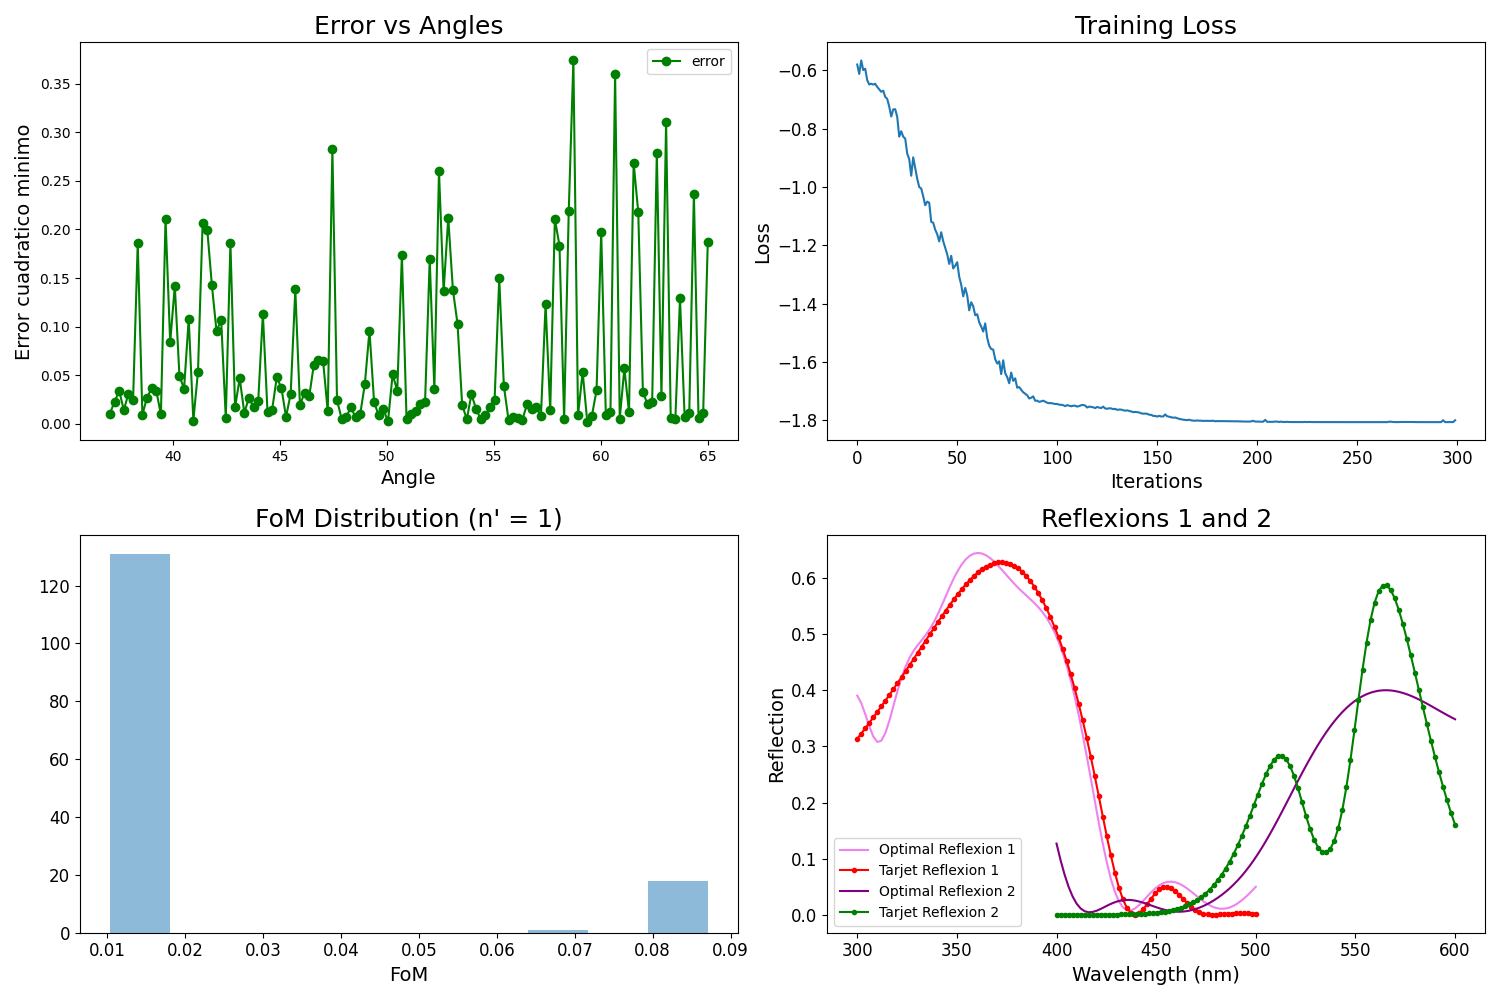 Error vs Angles
Error cuadratico minimo
0.35
0.30
0.25
0.20
0.15
0.10
0.05
0.00
error
40 45 50 55 60 65
Angle
Training Loss
Loss
−0.6
−0.8
−1.0
−1.2
−1.4
−1.6
−1.8
0 50 100 150 200 250 300
Iterations
FoM Distribution (n' = 1)
120
100
80
60
40
20
0
0.01 0.02 0.03 0.04 0.05 0.06 0.07 0.08 0.09
FoM
Reflexions 1 and 2
Reflection
0.6
0.5
0.4
0.3
0.2
0.1
0.0
Optimal Reflexion 1
Tarjet Reflexion 1
Optimal Reflexion 2
Tarjet Reflexion 2
300 350 400 450 500 550 600
Wavelength (nm)